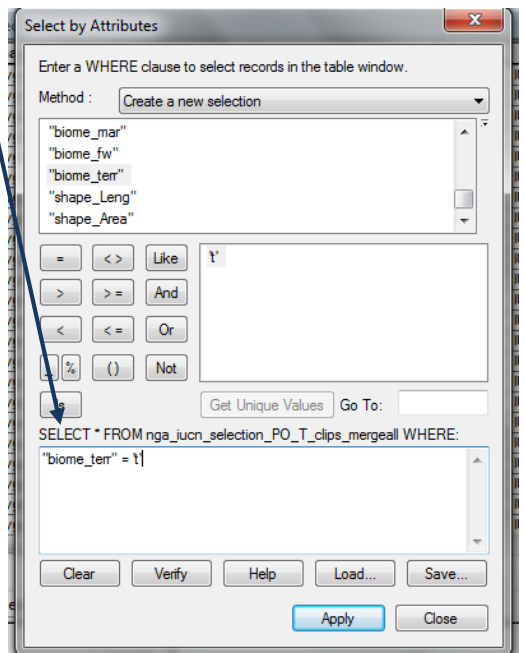 Select by Attributes
Enter a WHERE clause to select records in the table window.
Method : Create a new selection
"biome_mar"
"biome_fw"
"biome_terr"
"shape_Leng"
"shape_Area"
= <> Like 't'
> >= And
< <= Or
_ % () Not
Is Get Unique Values Go To:
SELECT * FROM nga_iucn_selection_PO_T_clips_mergeall WHERE:
"biome_terr" = 't'
Clear Verify Help Load... Save...
Apply Close